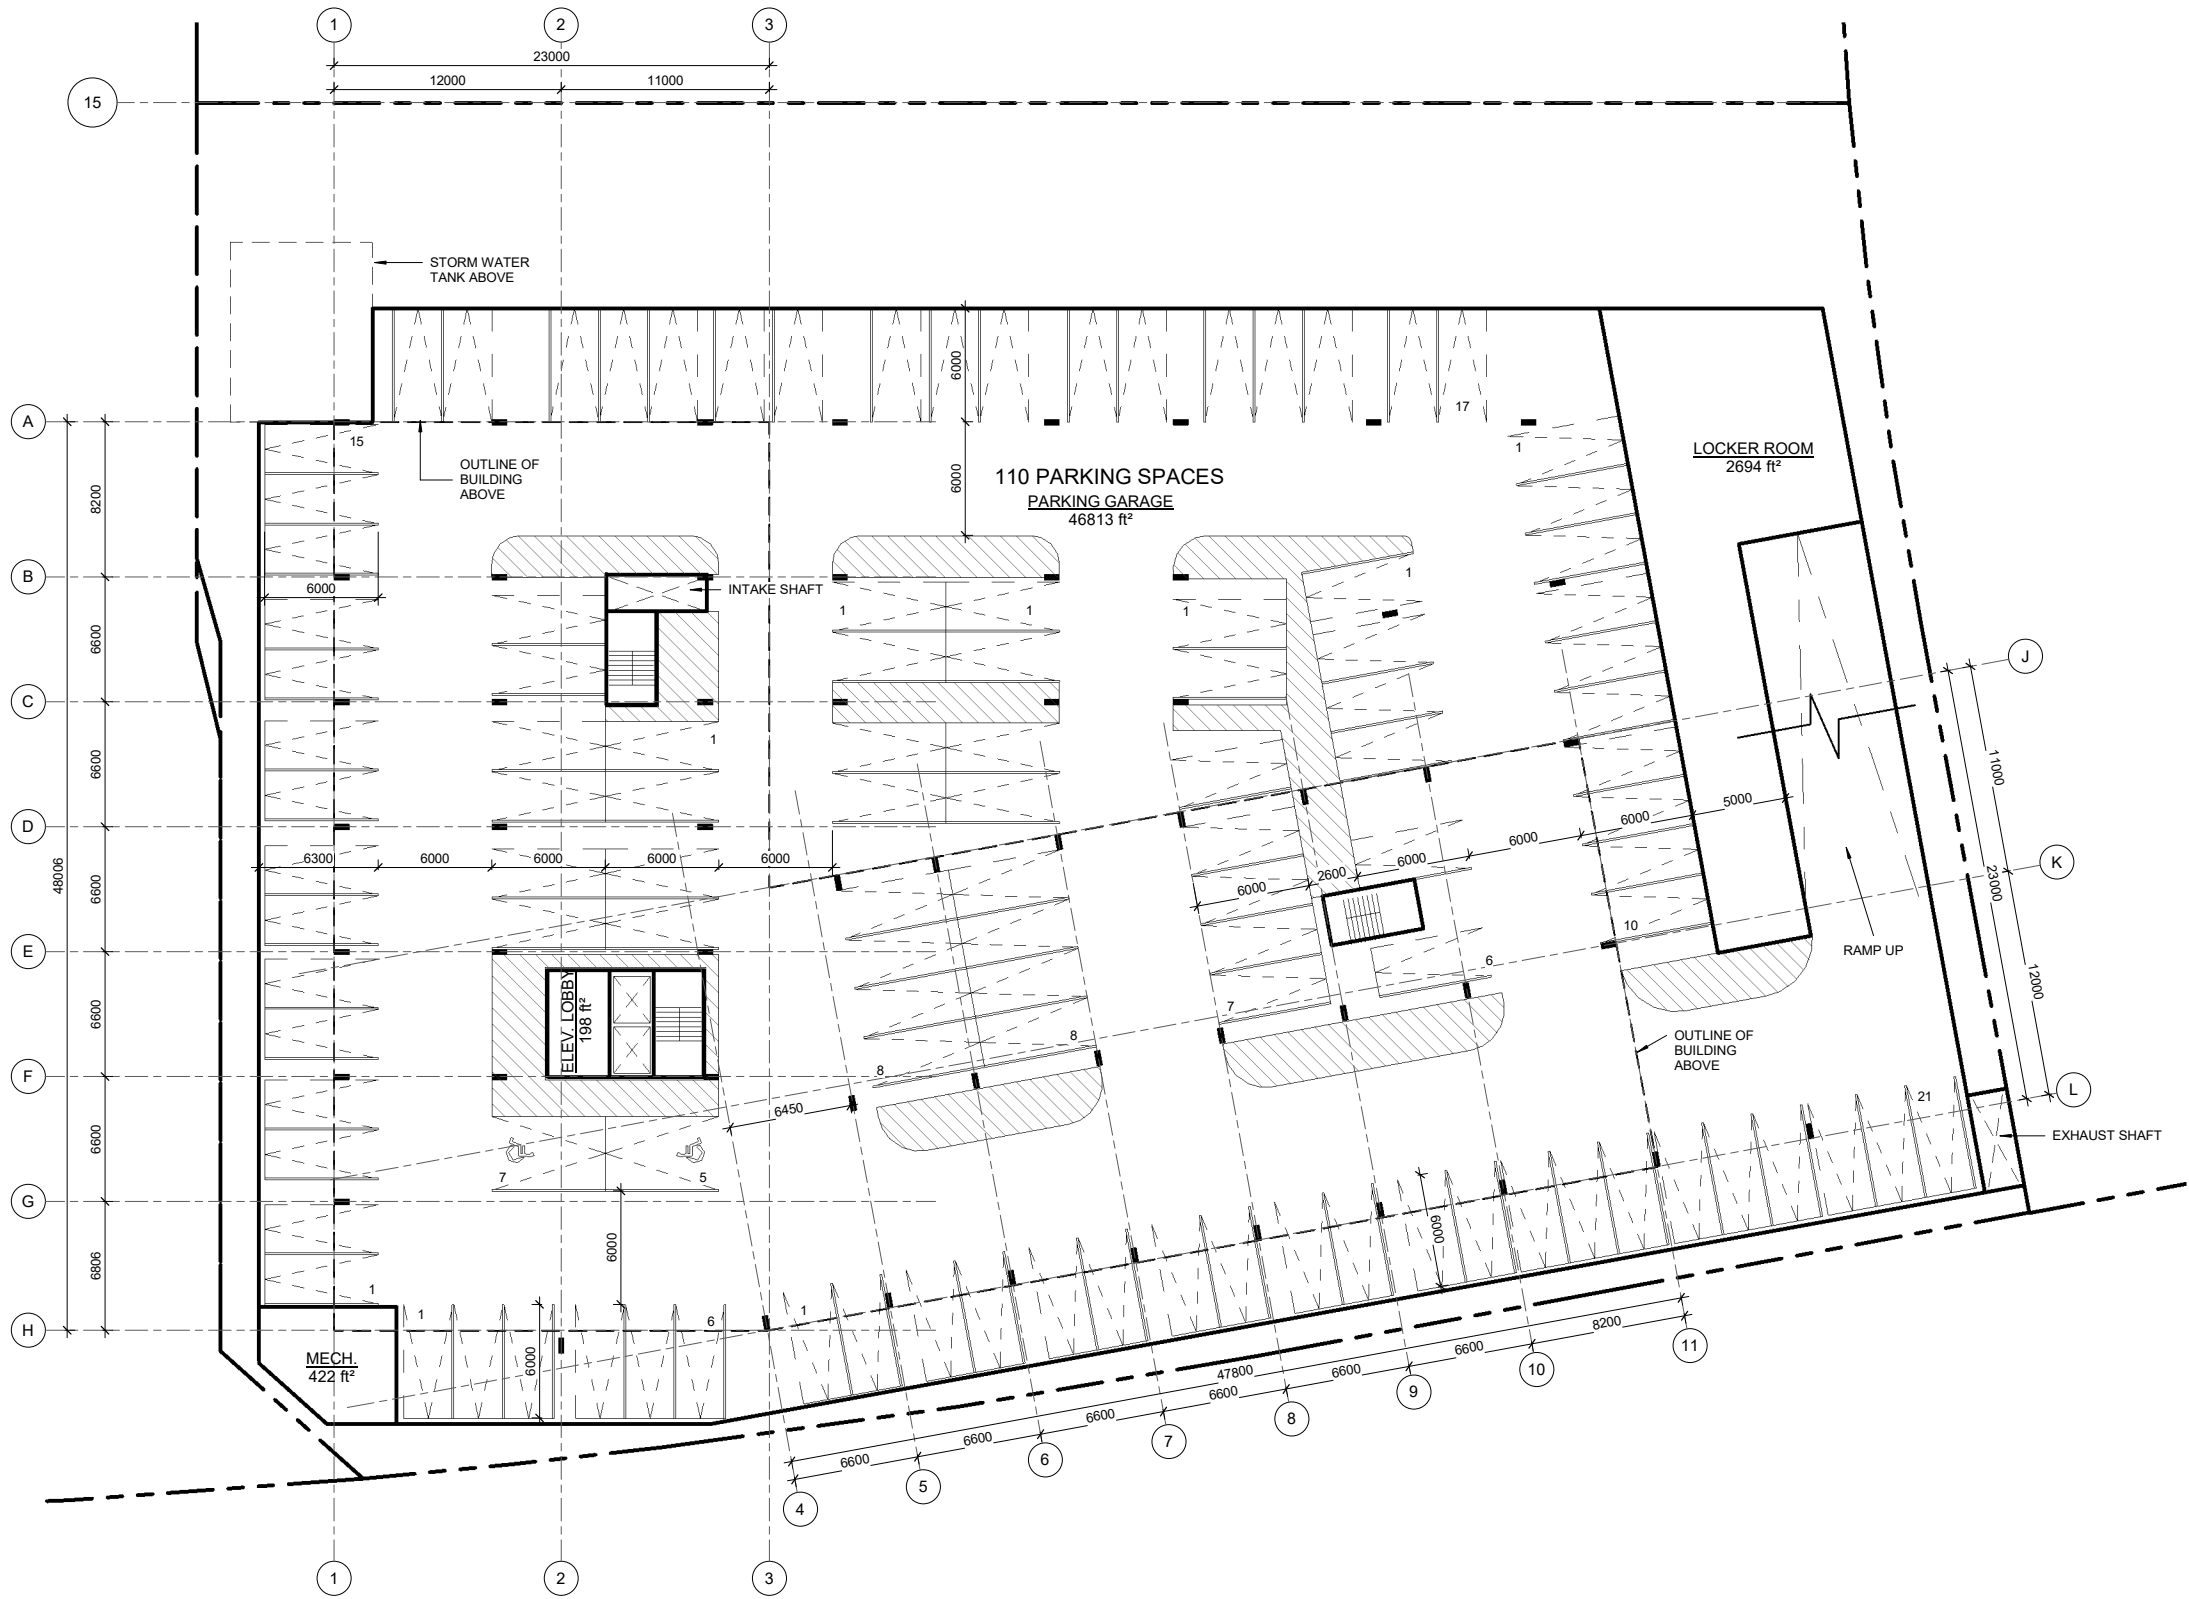 1
2
3
23000
12000
11000
15
STORM WATER
TANK ABOVE
6000
17
A
15
1
LOCKER ROOM
2694 ft²
OUTLINE OF
BUILDING
ABOVE
110 PARKING SPACES
PARKING GARAGE
46813 ft²
6000
8200
B
6000
INTAKE SHAFT
1
1
1
1
6600
J
C
1
6600
11000
5000
D
6000
6000
6000
6300
6000
6000
6000
6000
6000
2600
48006
K
23000
6600
10
RAMP UP
E
6
12000
ELEV. LOBBY
198 ft²
7
6600
8
8
OUTLINE OF
BUILDING
ABOVE
F
L
21
6450
EXHAUST SHAFT
6600
7
5
G
6000
6000
6806
1
1
6
1
H
6000
MECH.
422 ft²
8200
11
6600
10
6600
9
47800
6600
8
6600
7
6600
6
6600
5
4
1
2
3